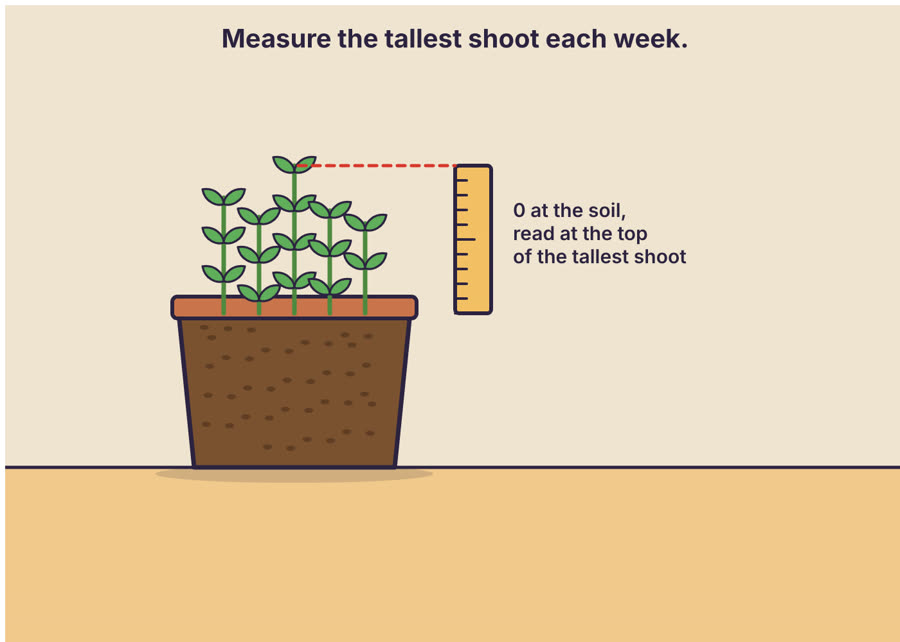 Measure the tallest shoot each week.
0 at the soil,
read at the top
of the tallest shoot